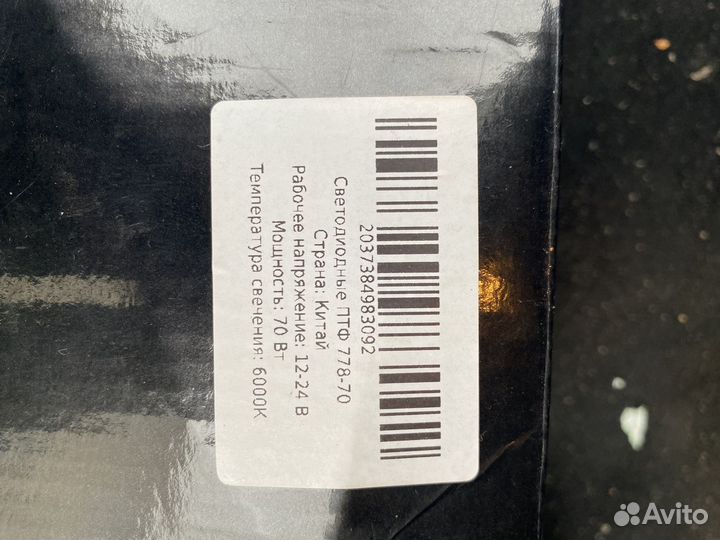 2037384983092
Светодиодные ПТФ 778-70
Страна: Китай
Рабочее напряжение: 12-24 В
Мощность: 70 Вт
Температура свечения: 6000К
Avito